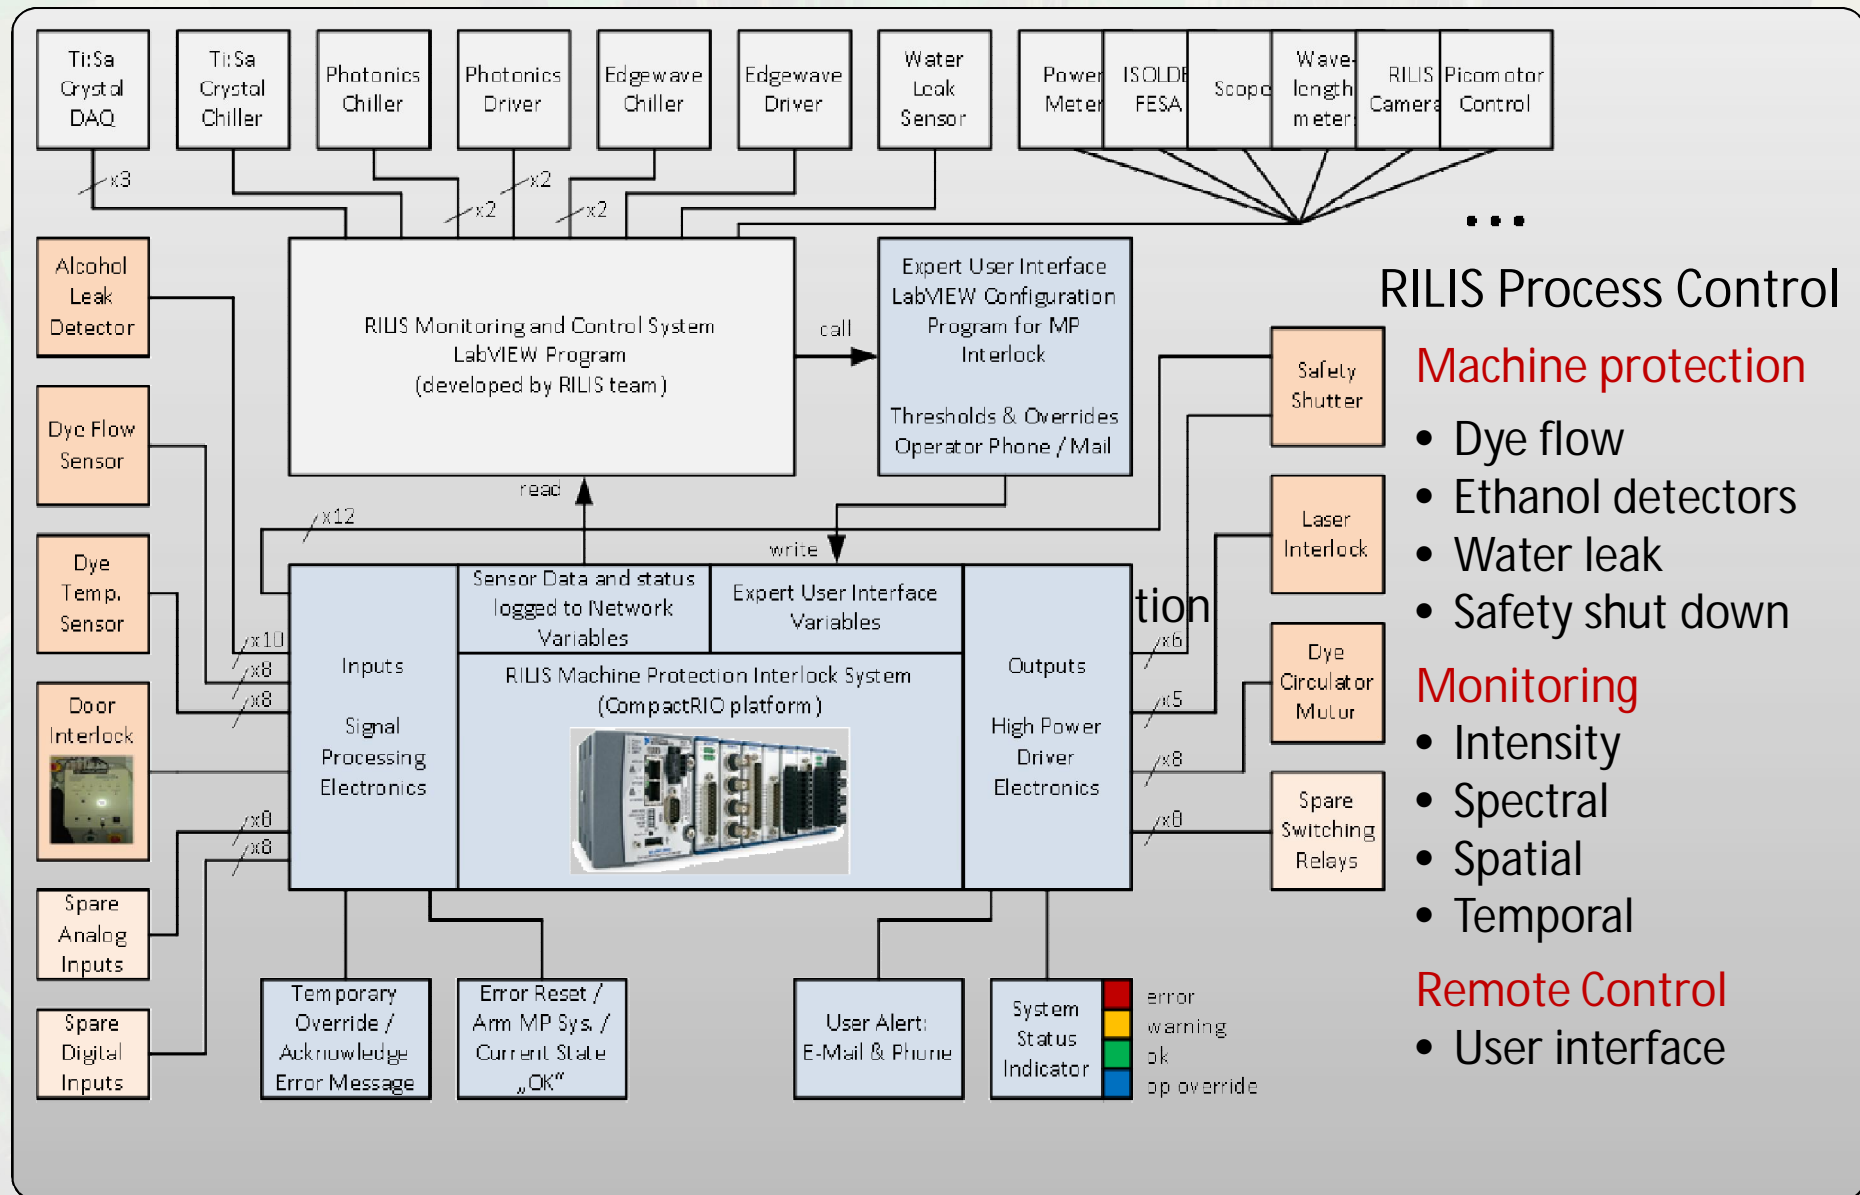 Ti:Sa
Crystal
DAQ
Ti:Sa
Crystal
Chiller
Photonics
Chiller
Photonics
Driver
Edgewave
Chiller
Edgewave
Driver
Water
Leak
Sensor
Power
Meter
ISOLDE
FESA
Scope
Wave-
length
meter
RILIS
Camera
Picomotor
Control
x3
x2
x2
x2
...
RILIS Process Control
Machine protection
• Dye flow
• Ethanol detectors
• Water leak
• Safety shut down
Monitoring
• Intensity
• Spectral
• Spatial
• Temporal
Remote Control
• User interface
Alcohol
Leak
Detector
Dye Flow
Sensor
Dye
Temp.
Sensor
Door
Interlock
Spare
Analog
Inputs
Spare
Digital
Inputs
RILIS Monitoring and Control System
LabVIEW Program
(developed by RILIS team)
call
Expert User Interface
LabVIEW Configuration
Program for MP
Interlock
Thresholds & Overrides
Operator Phone / Mail
read
write
x12
x10
x8
x8
x8
x8
Inputs
Signal
Processing
Electronics
Sensor Data and status
logged to Network
Variables
Expert User Interface
Variables
RILIS Machine Protection Interlock System
(CompactRIO platform)
Outputs
High Power
Driver
Electronics
tion
x6
x5
x8
x8
Safety
Shutter
Laser
Interlock
Dye
Circulator
Motor
Spare
Switching
Relays
Temporary
Override /
Acknowledge
Error Message
Error Reset /
Arm MP Sys. /
Current State
„OK“
User Alert:
E-Mail & Phone
System
Status
Indicator
error
warning
ok
op override